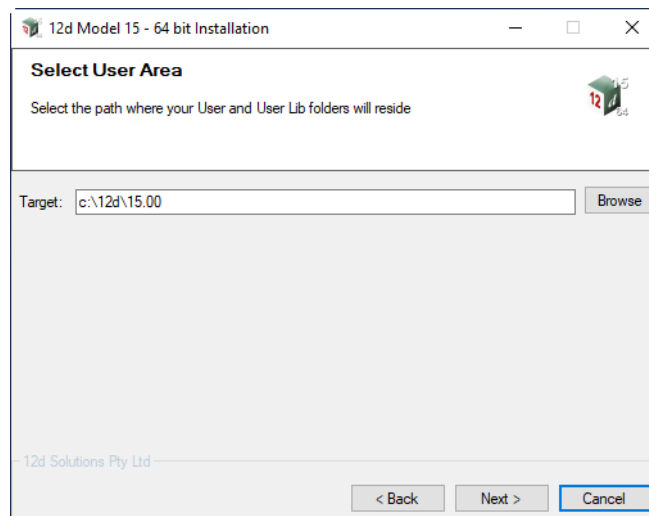 12d Model 15 - 64 bit Installation
Select User Area
Select the path where your User and User Lib folders will reside
15
12 d
64
Target: c:\12d\15.00 Browse
12d Solutions Pty Ltd
< Back Next > Cancel